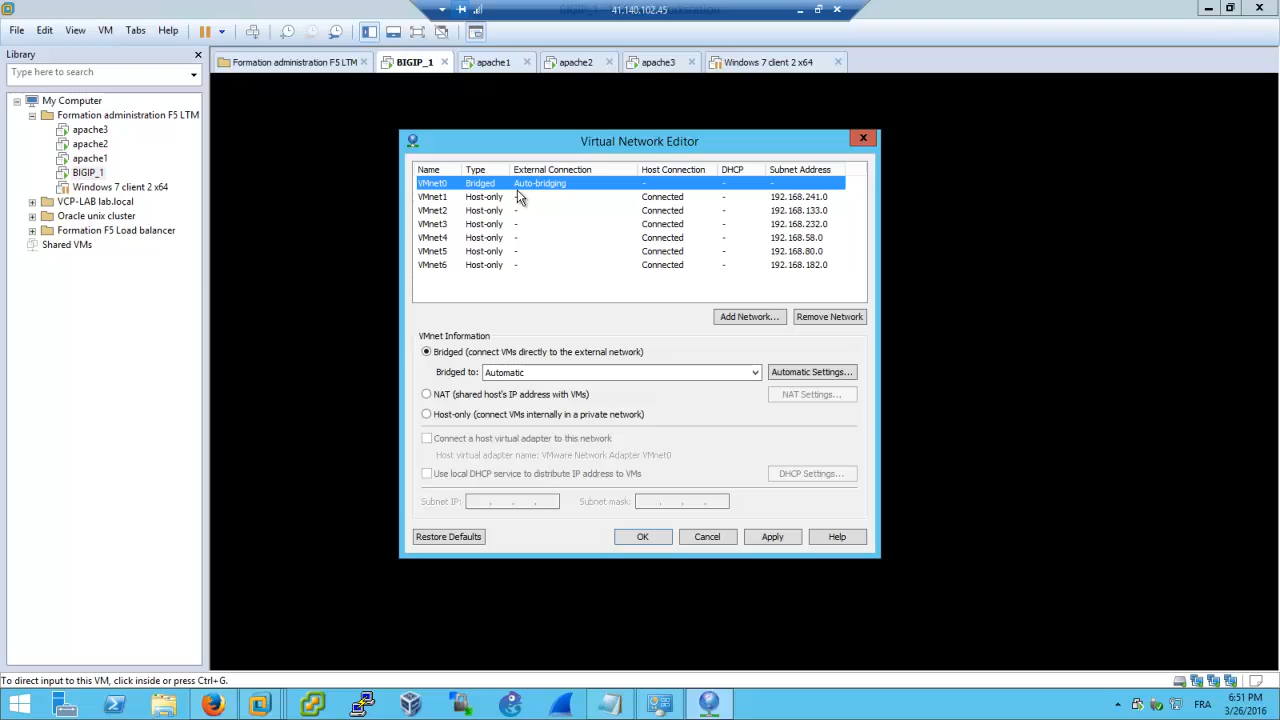 41.140.102.45
File Edit View VM Tabs Help
Library
Type here to search
My Computer
Formation administration F5 LTM
apache3
apache2
apache1
BIGIP_1
Windows 7 client 2 x64
VCP-LAB lab.local
Oracle unix cluster
Formation F5 Load balancer
Shared VMs
Formation administration F5 LTM BIGIP_1 apache1 apache2 apache3 Windows 7 client 2 x64
Virtual Network Editor
Name Type External Connection Host Connection DHCP Subnet Address
VMnet0 Bridged Auto-bridging - - -
VMnet1 Host-only - Connected - 192.168.241.0
VMnet2 Host-only - Connected - 192.168.133.0
VMnet3 Host-only - Connected - 192.168.232.0
VMnet4 Host-only - Connected - 192.168.58.0
VMnet5 Host-only - Connected - 192.168.80.0
VMnet6 Host-only - Connected - 192.168.182.0
Add Network... Remove Network
VMnet Information
Bridged (connect VMs directly to the external network)
Bridged to: Automatic Automatic Settings...
NAT (shared host's IP address with VMs) NAT Settings...
Host-only (connect VMs internally in a private network)
Connect a host virtual adapter to this network
Host virtual adapter name: VMware Network Adapter VMnet0
Use local DHCP service to distribute IP address to VMs DHCP Settings...
Subnet IP: . . . Subnet mask: . . .
Restore Defaults OK Cancel Apply Help
To direct input to this VM, click inside or press Ctrl+G.
FRA
6:51 PM
3/26/2016